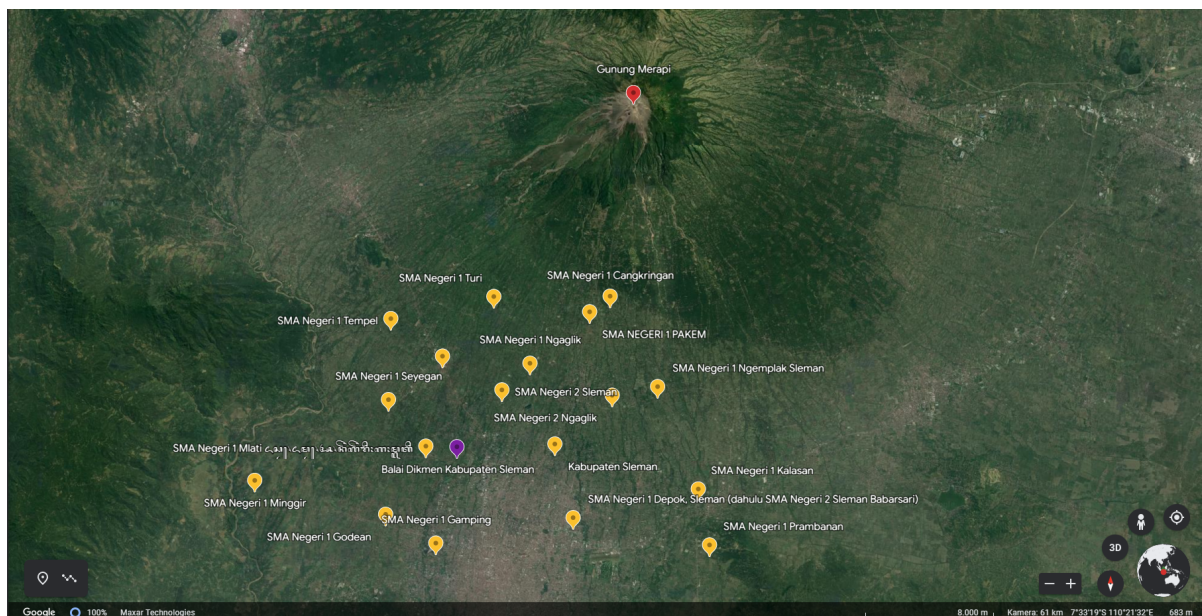 Gunung Merapi
SMA Negeri 1 Turi
SMA Negeri 1 Cangkringan
SMA Negeri 1 Tempel
SMA NEGERI 1 PAKEM
SMA Negeri 1 Ngaglik
SMA Negeri 1 Ngemplak Sleman
SMA Negeri 1 Seyegan
SMA Negeri 2 Sleman
SMA Negeri 2 Ngaglik
SMA Negeri 1 Mlati
Balai Dikmen Kabupaten Sleman
Kabupaten Sleman
SMA Negeri 1 Kalasan
SMA Negeri 1 Minggir
SMA Negeri 1 Depok, Sleman (dahulu SMA Negeri 2 Sleman Babarsari)
SMA Negeri 1 Gamping
SMA Negeri 1 Prambanan
SMA Negeri 1 Godean
3D
Google 100% Maxar Technologies 8.000 m Kamera: 61 km 7°33'19"S 110°21'32"E 683 m